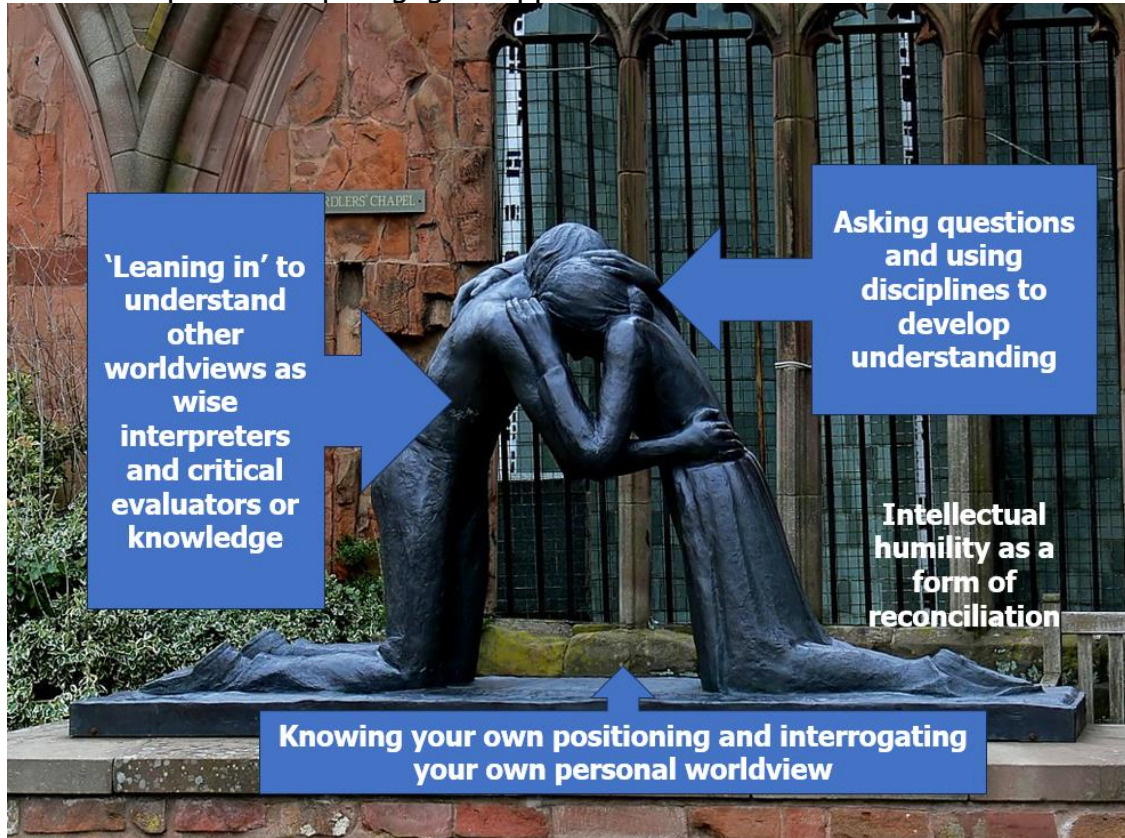 RDLERS' CHAPEL
‘Leaning in’ to
understand
other
worldviews as
wise
interpreters
and critical
evaluators or
knowledge
Asking questions
and using
disciplines to
develop
understanding
Intellectual
humility as a
form of
reconciliation
Knowing your own positioning and interrogating
your own personal worldview